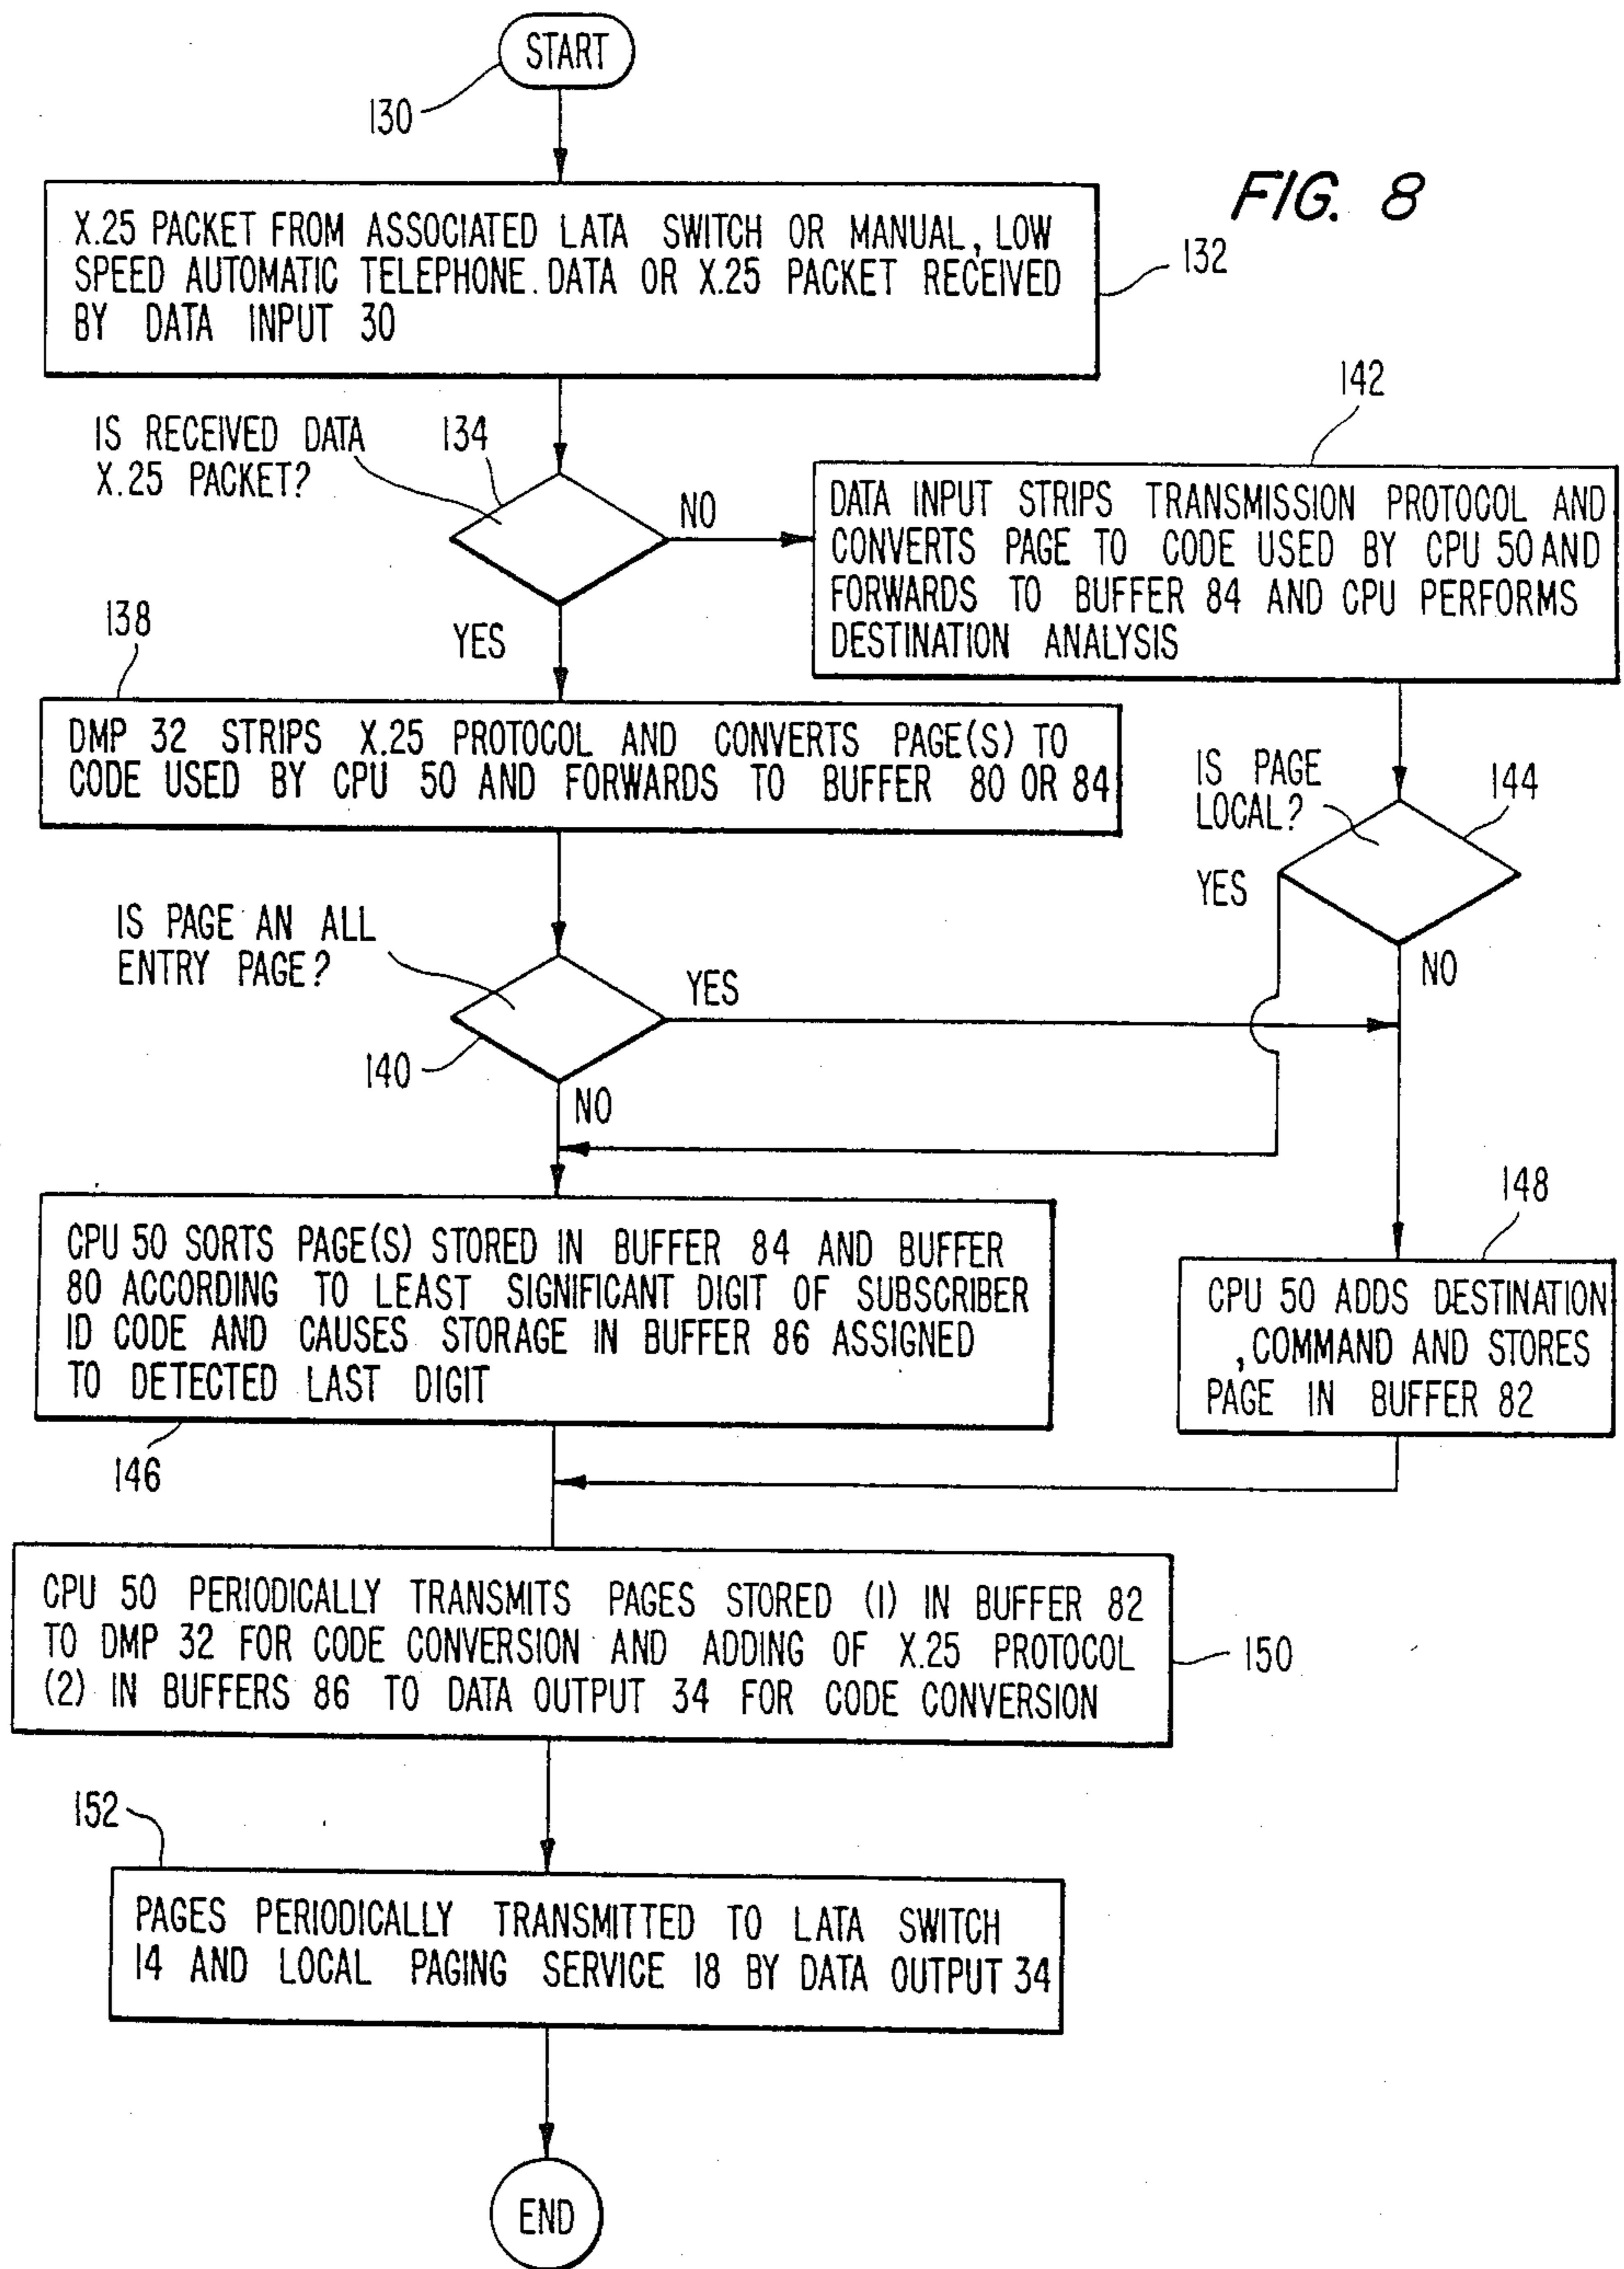 START
130
FIG. 8
X.25 PACKET FROM ASSOCIATED LATA SWITCH OR MANUAL, LOW
SPEED AUTOMATIC TELEPHONE. DATA OR X.25 PACKET RECEIVED
BY DATA INPUT 30
132
IS RECEIVED DATA
X.25 PACKET?
134
NO
YES
142
DATA INPUT STRIPS TRANSMISSION PROTOCOL AND
CONVERTS PAGE TO CODE USED BY CPU 50 AND
FORWARDS TO BUFFER 84 AND CPU PERFORMS
DESTINATION ANALYSIS
138
DMP 32 STRIPS X.25 PROTOCOL AND CONVERTS PAGE(S) TO
CODE USED BY CPU 50 AND FORWARDS TO BUFFER 80 OR 84
IS PAGE
LOCAL?
144
YES
NO
IS PAGE AN ALL
ENTRY PAGE?
YES
140
NO
CPU 50 SORTS PAGE(S) STORED IN BUFFER 84 AND BUFFER
80 ACCORDING TO LEAST SIGNIFICANT DIGIT OF SUBSCRIBER
ID CODE AND CAUSES STORAGE IN BUFFER 86 ASSIGNED
TO DETECTED LAST DIGIT
146
148
CPU 50 ADDS DESTINATION
,COMMAND AND STORES
PAGE IN BUFFER 82
CPU 50 PERIODICALLY TRANSMITS PAGES STORED (1) IN BUFFER 82
TO DMP 32 FOR CODE CONVERSION AND ADDING OF X.25 PROTOCOL
(2) IN BUFFERS 86 TO DATA OUTPUT 34 FOR CODE CONVERSION
150
152
PAGES PERIODICALLY TRANSMITTED TO LATA SWITCH
14 AND LOCAL PAGING SERVICE 18 BY DATA OUTPUT 34
END